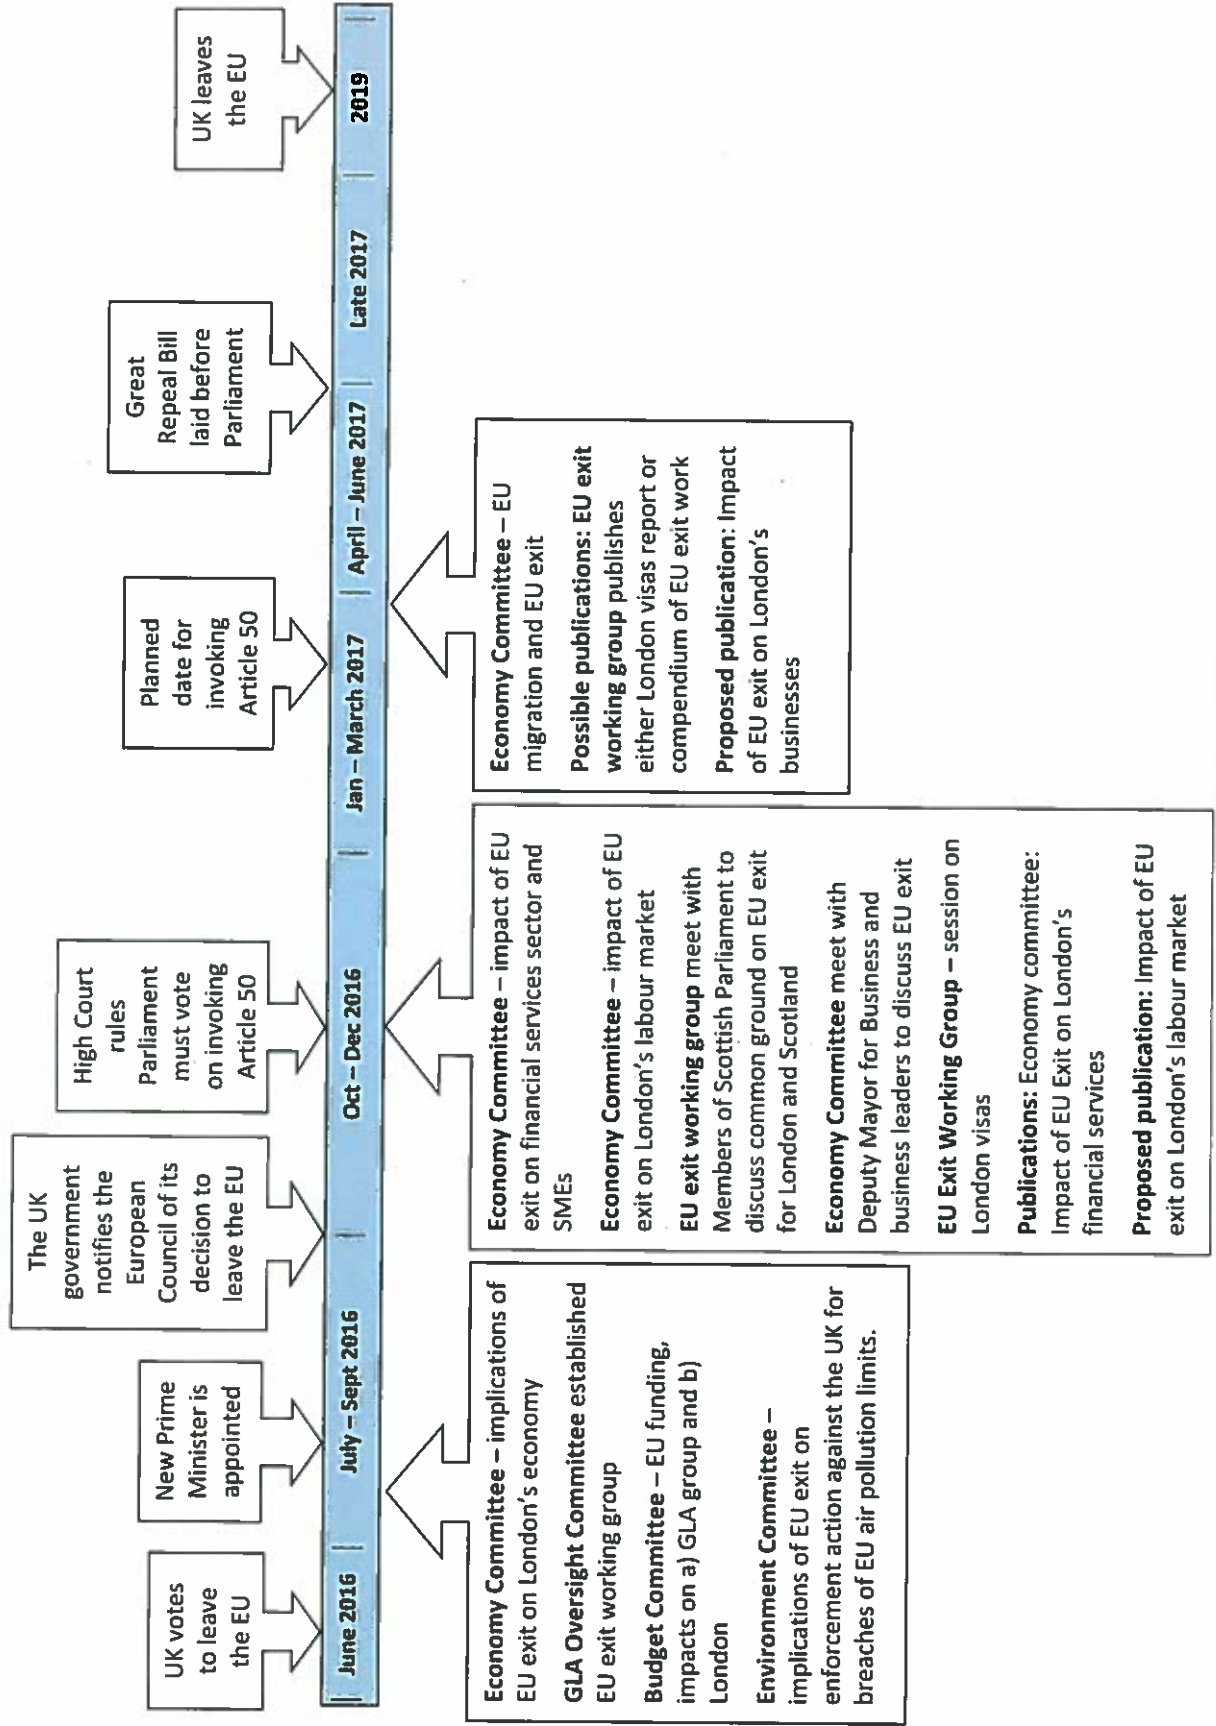 UK votes
to leave
the EU
New Prime
Minister is
appointed
The UK
government
notifies the
European
Council of its
decision to
leave the EU
High Court
rules
Parliament
must vote
on invoking
Article 50
Planned
date for
invoking
Article 50
Great
Repeal Bill
laid before
Parliament
UK leaves
the EU
June 2016
July – Sept 2016
Oct – Dec 2016
Jan – March 2017
April – June 2017
Late 2017
2019
Economy Committee – implications of
EU exit on London's economy
GLA Oversight Committee established
EU exit working group
Budget Committee – EU funding,
impacts on a) GLA group and b)
London
Environment Committee –
implications of EU exit on
enforcement action against the UK for
breaches of EU air pollution limits.
Economy Committee – impact of EU
exit on financial services sector and
SMEs
Economy Committee – impact of EU
exit on London's labour market
EU exit working group meet with
Members of Scottish Parliament to
discuss common ground on EU exit
for London and Scotland
Economy Committee meet with
Deputy Mayor for Business and
business leaders to discuss EU exit
EU Exit Working Group – session on
London visas
Publications: Economy committee:
Impact of EU Exit on London's
financial services
Proposed publication: Impact of EU
exit on London's labour market
Economy Committee – EU
migration and EU exit
Possible publications: EU exit
working group publishes
either London visas report or
compendium of EU exit work
Proposed publication: Impact
of EU exit on London's
businesses